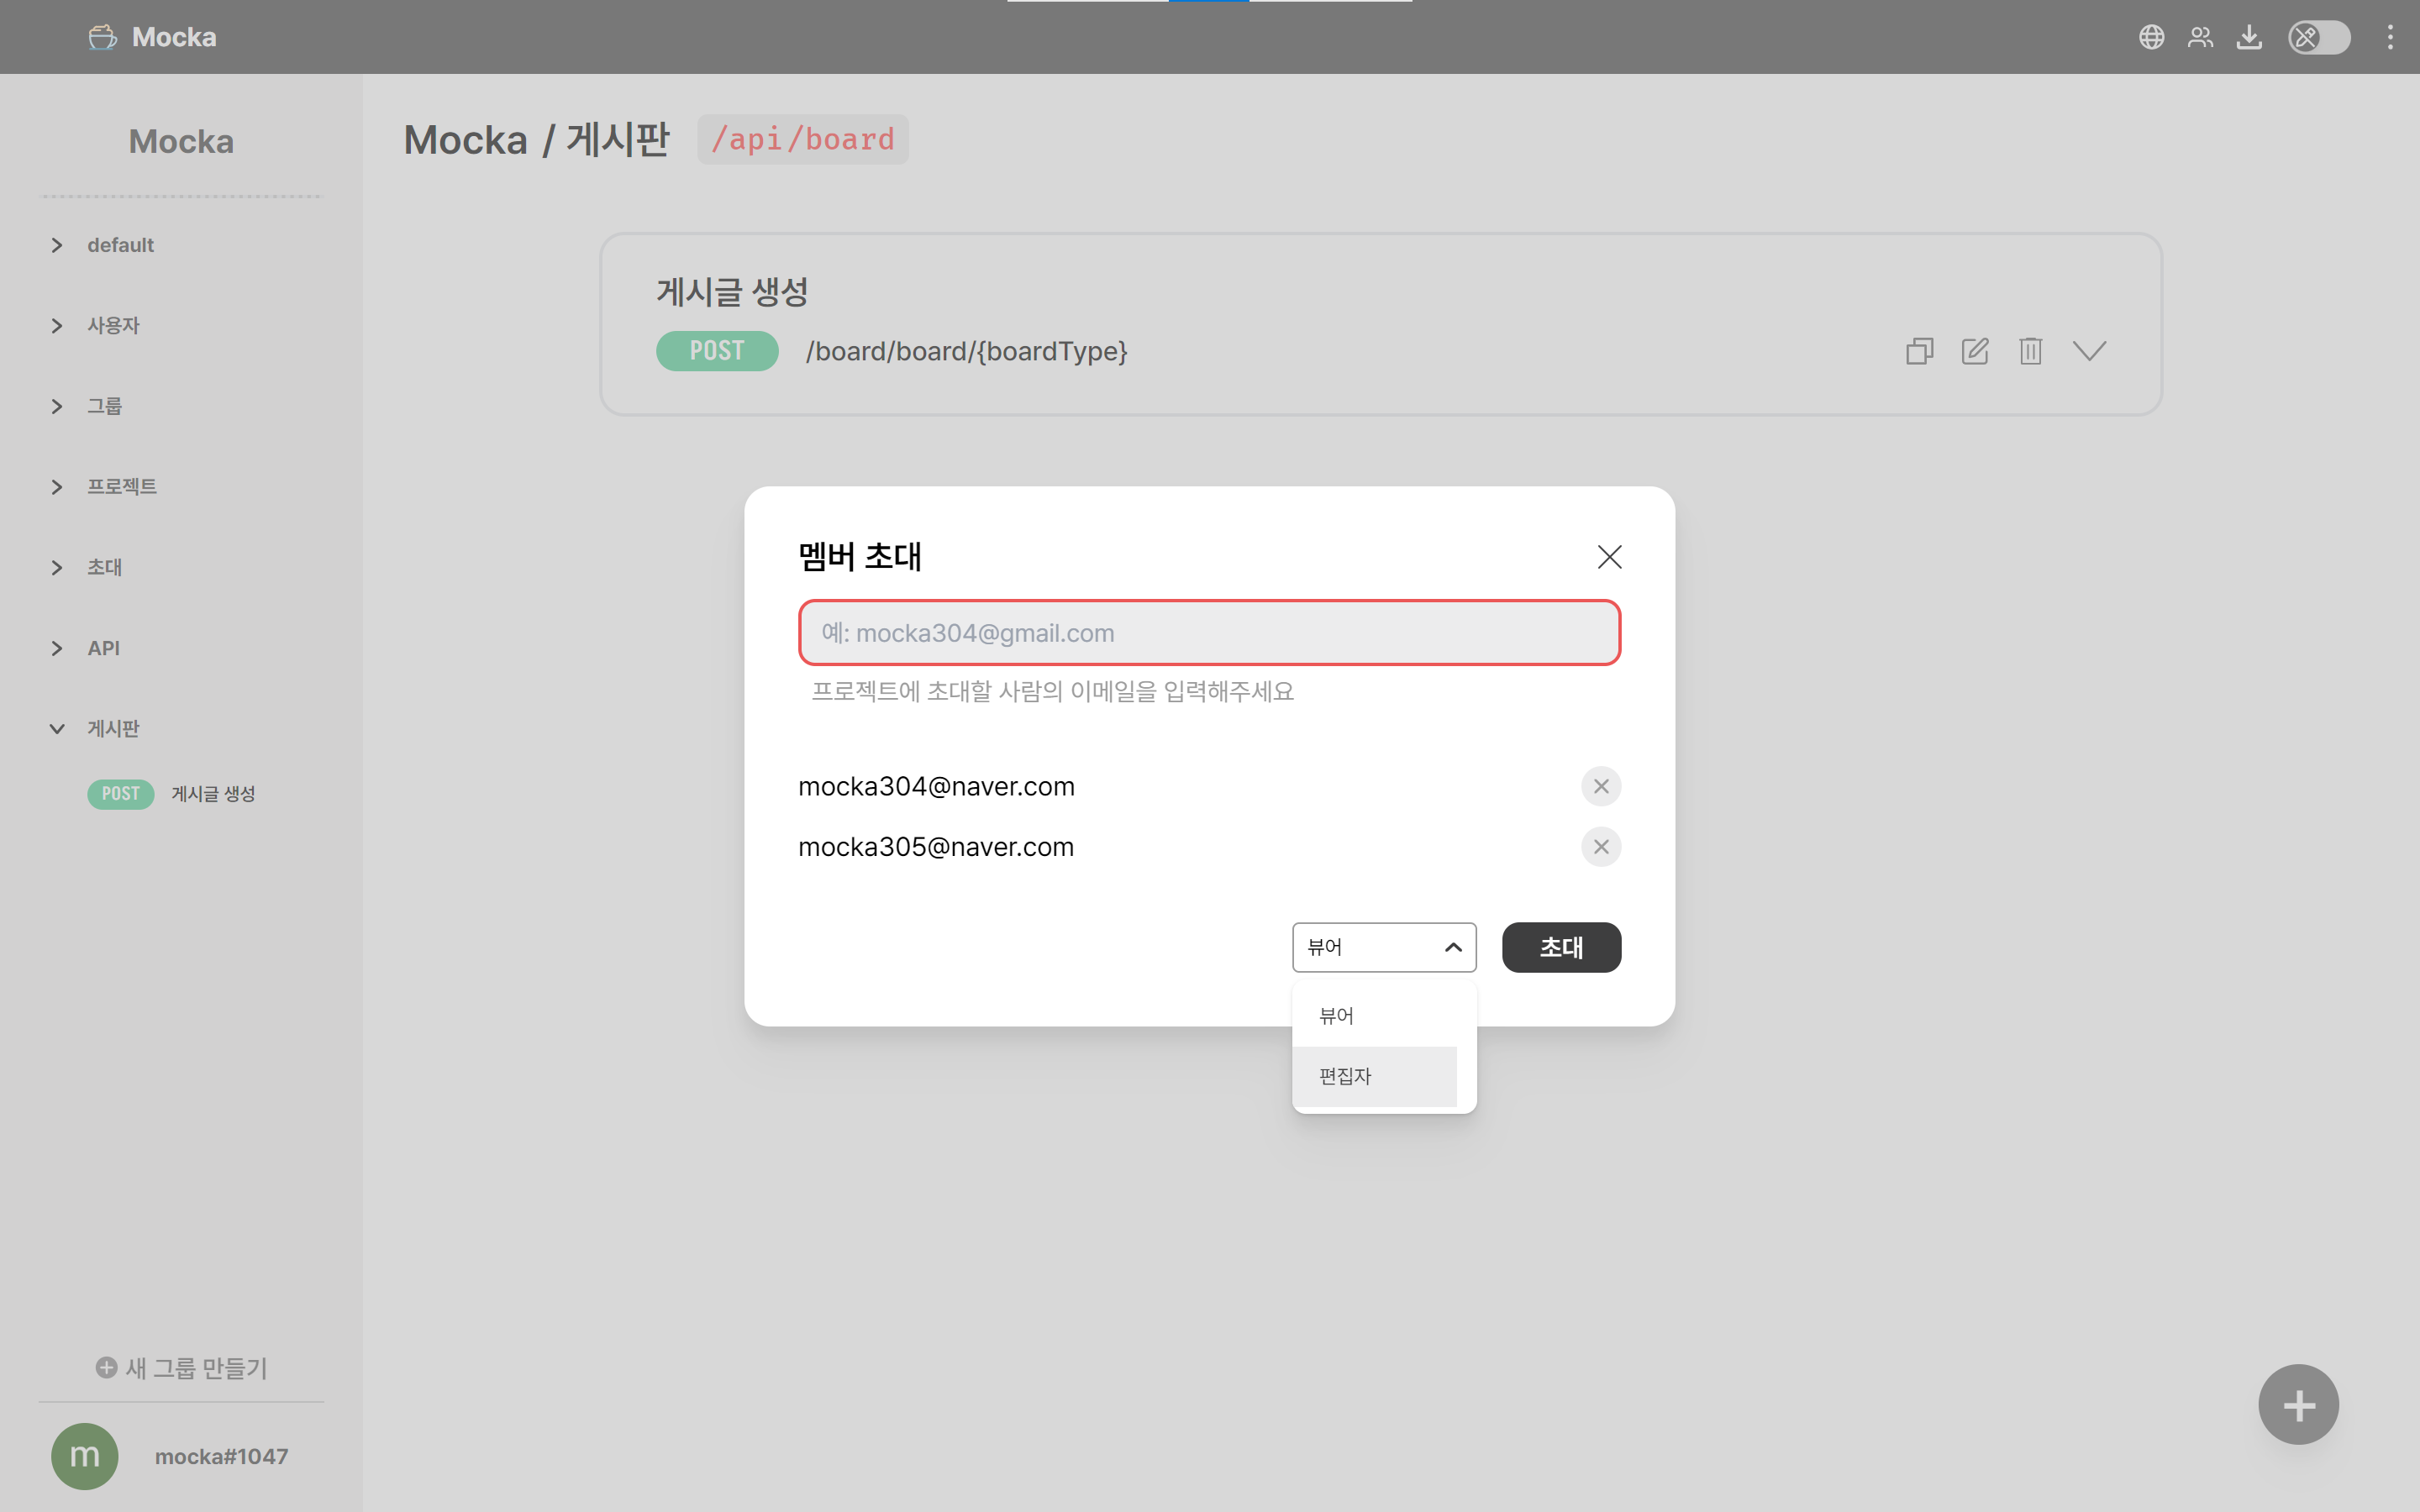 Mocka
Mocka
default
사용자
그룹
프로젝트
초대
API
게시판
POST 게시글 생성
새 그룹 만들기
m mocka#1047
Mocka / 게시판 /api/board
게시글 생성
POST /board/board/{boardType}
멤버 초대
예: mocka304@gmail.com
프로젝트에 초대할 사람의 이메일을 입력해주세요
mocka304@naver.com
mocka305@naver.com
뷰어 초대
뷰어
편집자